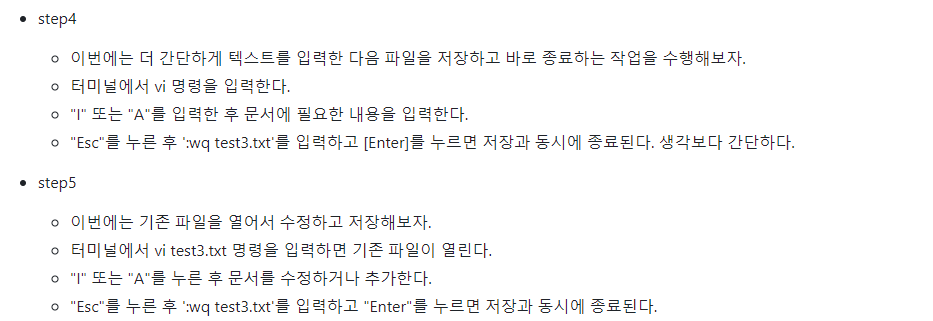 step4
이번에는 더 간단하게 텍스트를 입력한 다음 파일을 저장하고 바로 종료하는 작업을 수행해보자.
터미널에서 vi 명령을 입력한다.
"I" 또는 "A"를 입력한 후 문서에 필요한 내용을 입력한다.
"Esc"를 누른 후 ':wq test3.txt'를 입력하고 [Enter]를 누르면 저장과 동시에 종료된다. 생각보다 간단하다.
step5
이번에는 기존 파일을 열어서 수정하고 저장해보자.
터미널에서 vi test3.txt 명령을 입력하면 기존 파일이 열린다.
"I" 또는 "A"를 누른 후 문서를 수정하거나 추가한다.
"Esc"를 누른 후 ':wq test3.txt'를 입력하고 "Enter"를 누르면 저장과 동시에 종료된다.